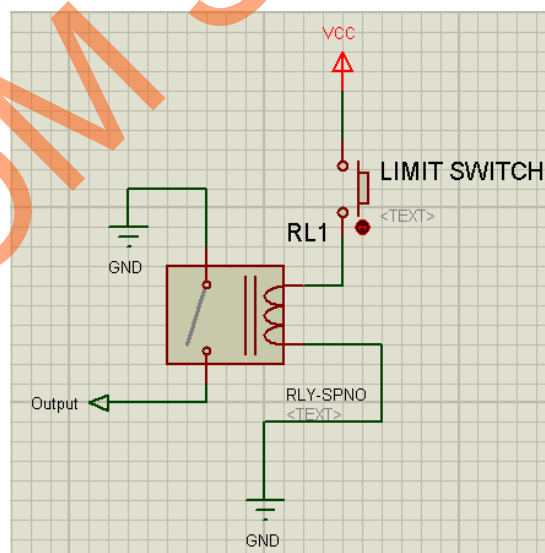 VCC
LIMIT SWITCH
<TEXT>
RL1
GND
RLY-SPNO
<TEXT>
Output
GND